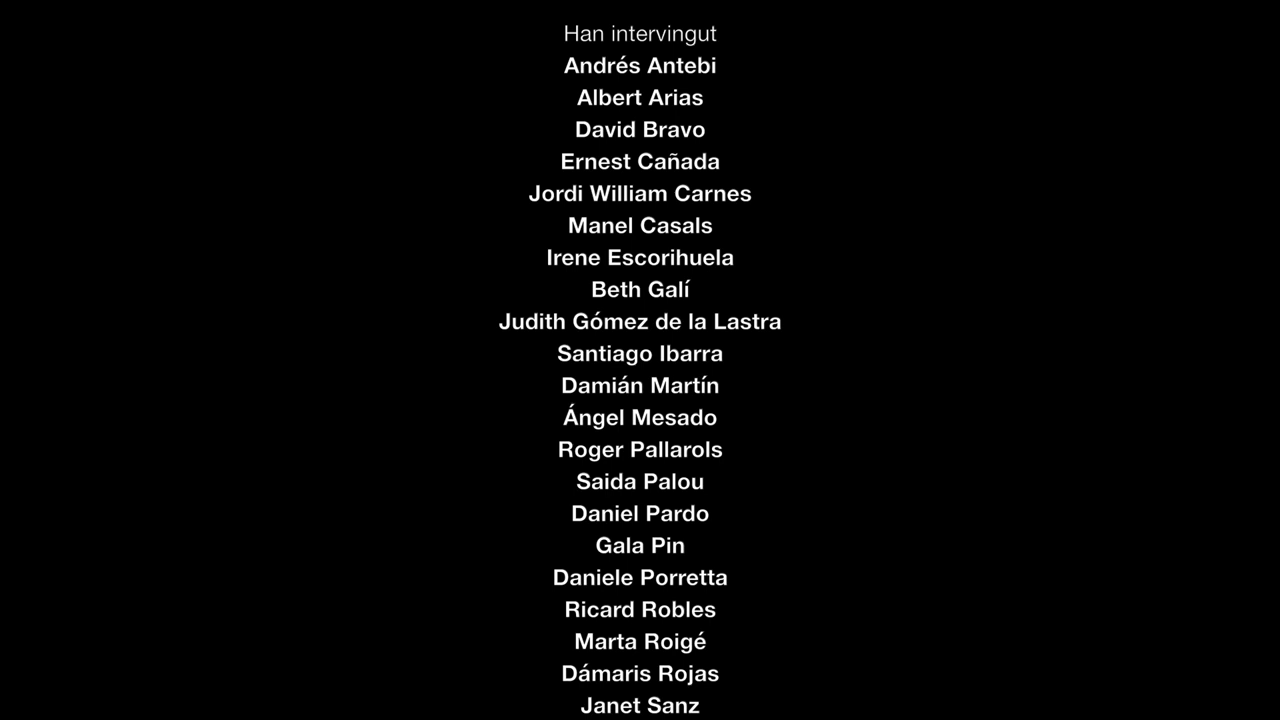 Han intervingut
Andrés Antebi
Albert Arias
David Bravo
Ernest Cañada
Jordi William Carnes
Manel Casals
Irene Escorihuela
Beth Galí
Judith Gómez de la Lastra
Santiago Ibarra
Damián Martín
Ángel Mesado
Roger Pallarols
Saida Palou
Daniel Pardo
Gala Pin
Daniele Porretta
Ricard Robles
Marta Roigé
Dámaris Rojas
Janet Sanz